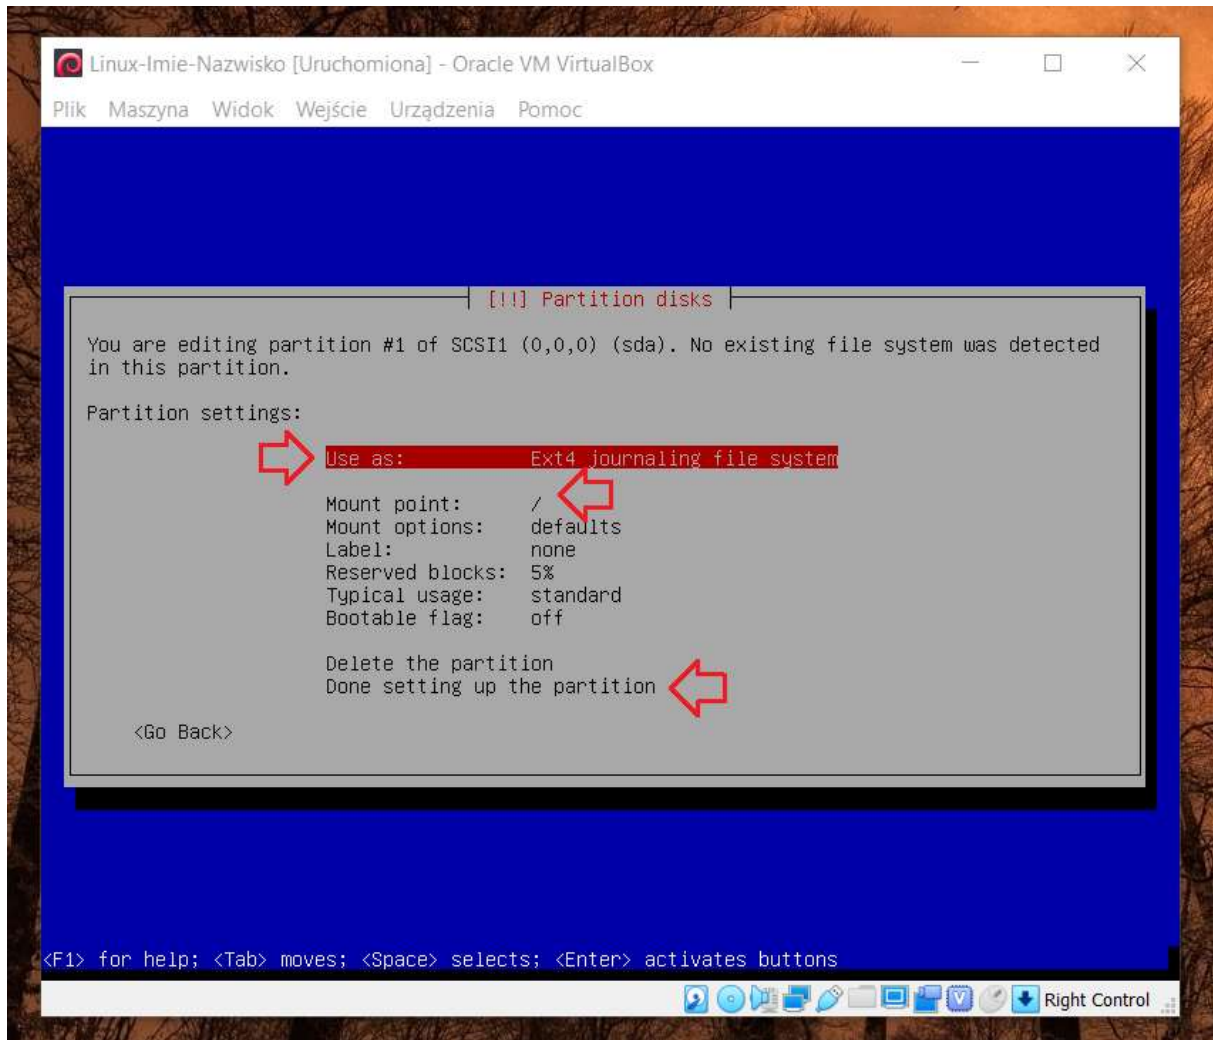 Linux-Imie-Nazwisko [Uruchomiona] - Oracle VM VirtualBox
Plik Maszyna Widok Wejście Urządzenia Pomoc
[!!] Partition disks
You are editing partition #1 of SCSI1 (0,0,0) (sda). No existing file system was detected
in this partition.
Partition settings:
Use as: Ext4 journaling file system
Mount point: /
Mount options: defaults
Label: none
Reserved blocks: 5%
Typical usage: standard
Bootable flag: off
Delete the partition
Done setting up the partition
<Go Back>
<F1> for help; <Tab> moves; <Space> selects; <Enter> activates buttons
Right Control